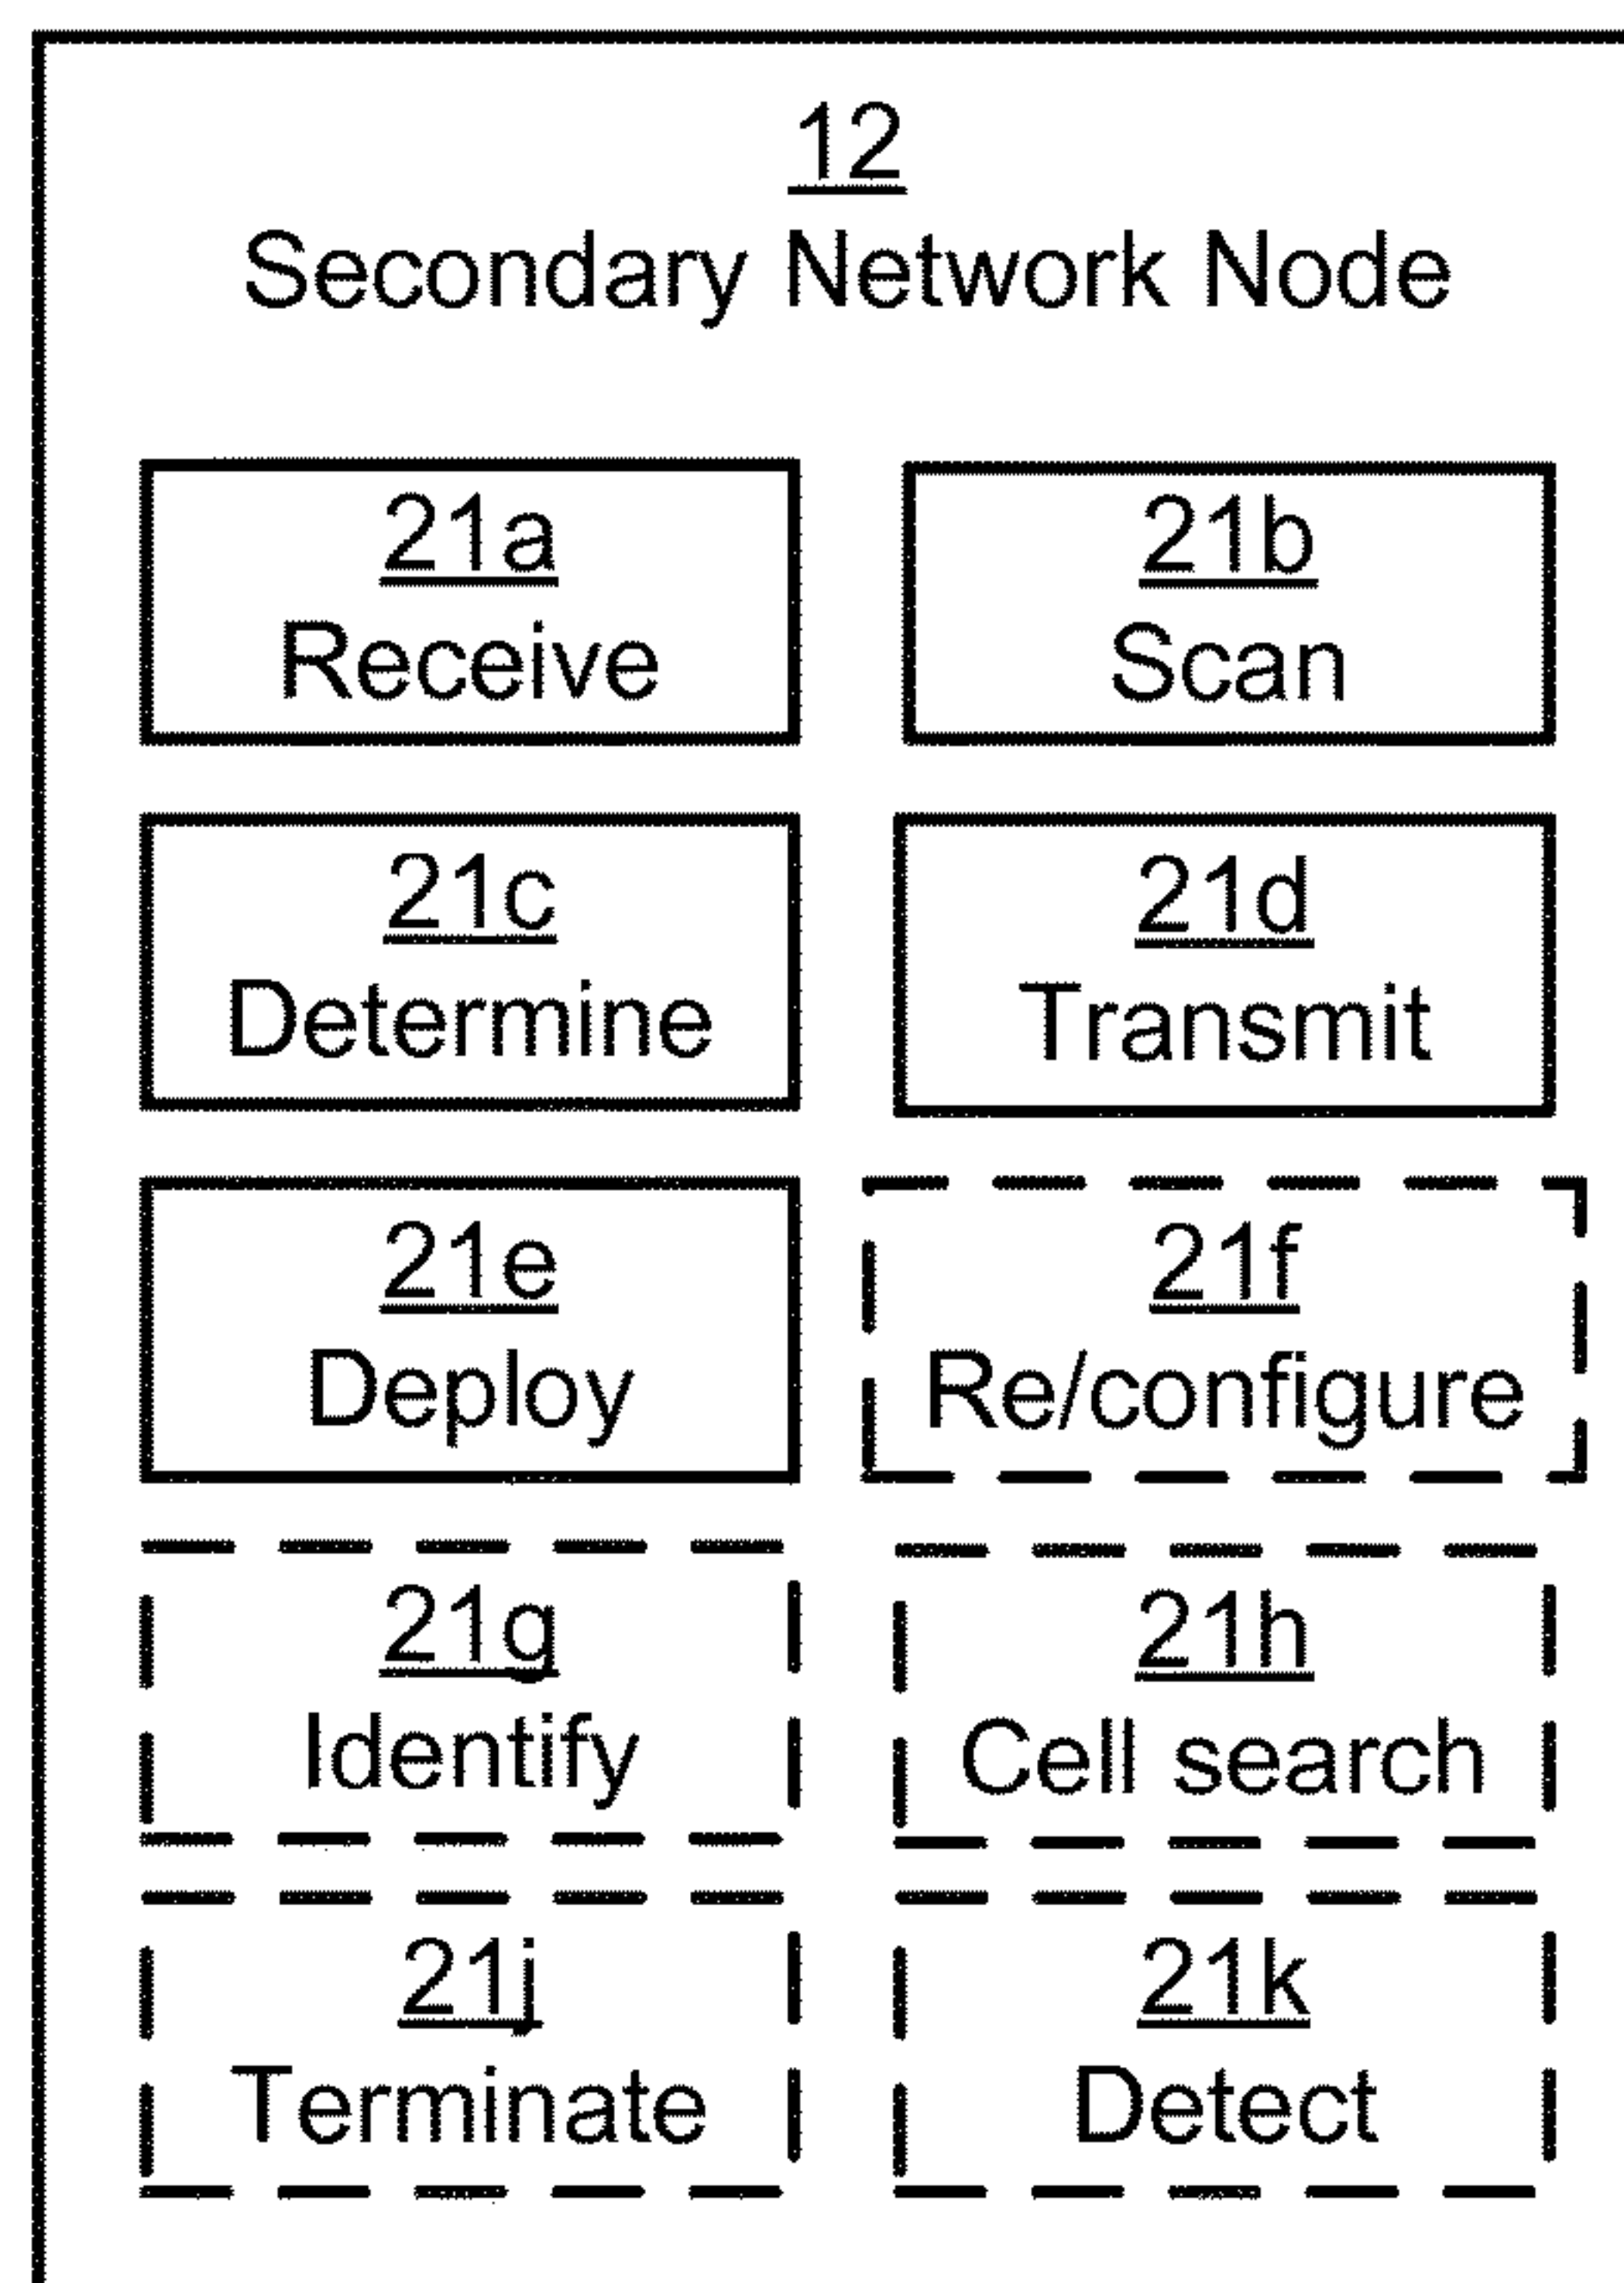 12
Secondary Network Node
21a
Receive
21b
Scan
21c
Determine
21d
Transmit
21e
Deploy
21f
Re/configure
21g
Identify
21h
Cell search
21j
Terminate
21k
Detect